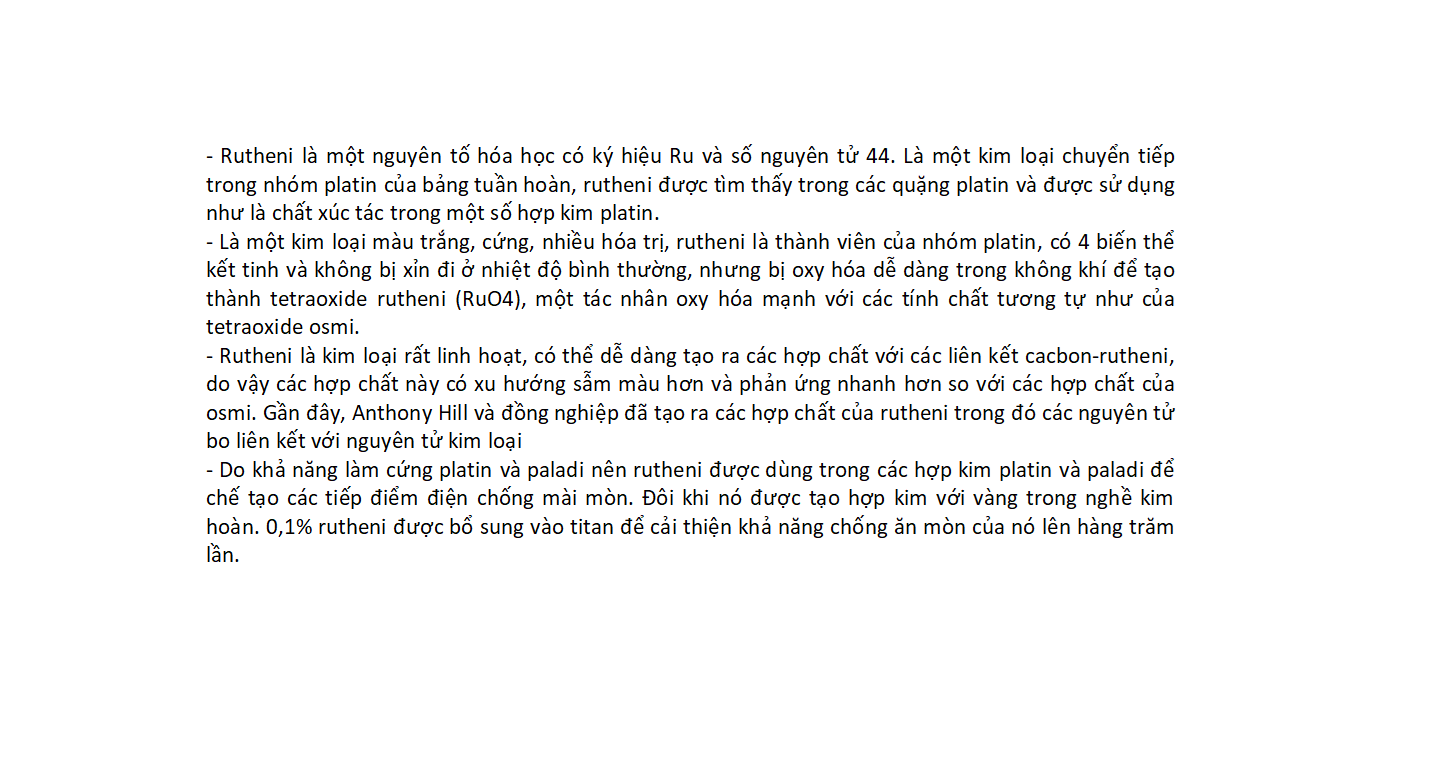 - Rutheni là một nguyên tố hóa học có ký hiệu Ru và số nguyên tử 44. Là một kim loại chuyển tiếp
trong nhóm platin của bảng tuần hoàn, rutheni được tìm thấy trong các quặng platin và được sử dụng
như là chất xúc tác trong một số hợp kim platin.
- Là một kim loại màu trắng, cứng, nhiều hóa trị, rutheni là thành viên của nhóm platin, có 4 biến thể
kết tinh và không bị xỉn đi ở nhiệt độ bình thường, nhưng bị oxy hóa dễ dàng trong không khí để tạo
thành tetraoxide rutheni (RuO4), một tác nhân oxy hóa mạnh với các tính chất tương tự như của
tetraoxide osmi.
- Rutheni là kim loại rất linh hoạt, có thể dễ dàng tạo ra các hợp chất với các liên kết cacbon-rutheni,
do vậy các hợp chất này có xu hướng sẫm màu hơn và phản ứng nhanh hơn so với các hợp chất của
osmi. Gần đây, Anthony Hill và đồng nghiệp đã tạo ra các hợp chất của rutheni trong đó các nguyên tử
bo liên kết với nguyên tử kim loại
- Do khả năng làm cứng platin và paladi nên rutheni được dùng trong các hợp kim platin và paladi để
chế tạo các tiếp điểm điện chống mài mòn. Đôi khi nó được tạo hợp kim với vàng trong nghề kim
hoàn. 0,1% rutheni được bổ sung vào titan để cải thiện khả năng chống ăn mòn của nó lên hàng trăm
lần.